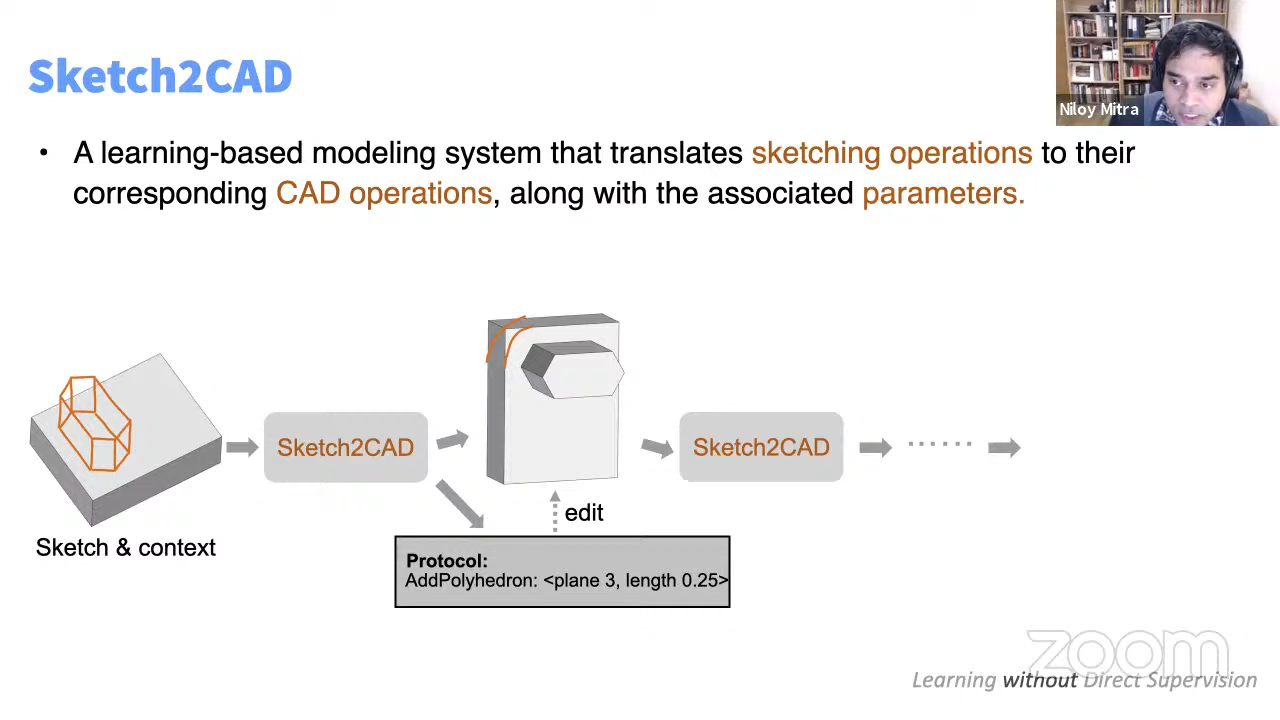 Sketch2CAD
Niloy Mitra
• A learning-based modeling system that translates sketching operations to their
corresponding CAD operations, along with the associated parameters.
Sketch2CAD
Sketch2CAD
Sketch & context
edit
Protocol:
AddPolyhedron: <plane 3, length 0.25>
zoom
Learning without Direct Supervision